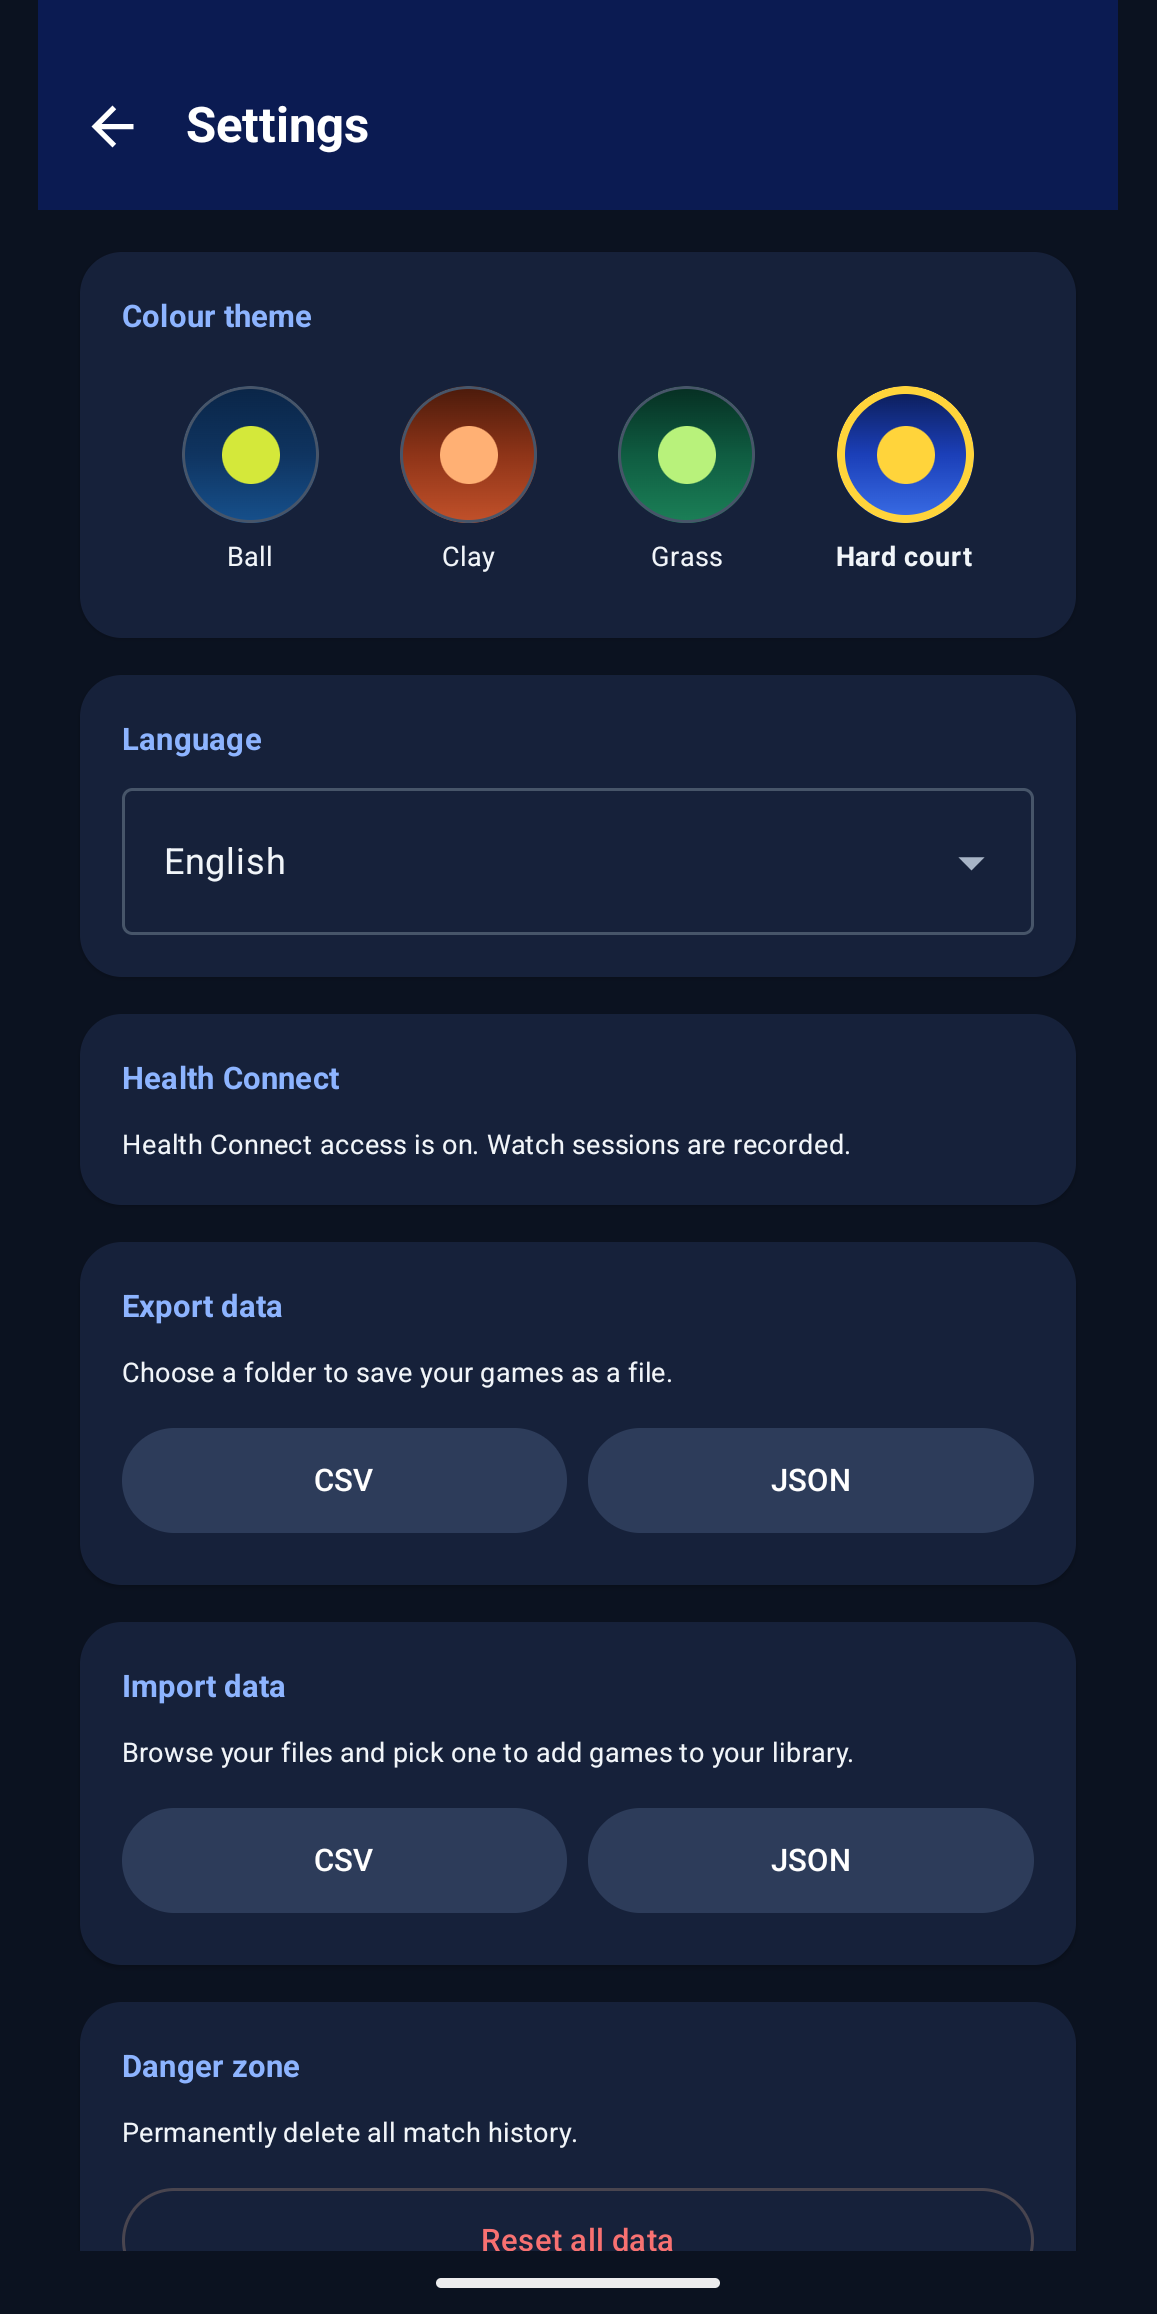 Settings
Colour theme
Ball
Clay
Grass
Hard court
Language
English
Health Connect
Health Connect access is on. Watch sessions are recorded.
Export data
Choose a folder to save your games as a file.
CSV
JSON
Import data
Browse your files and pick one to add games to your library.
CSV
JSON
Danger zone
Permanently delete all match history.
Reset all data